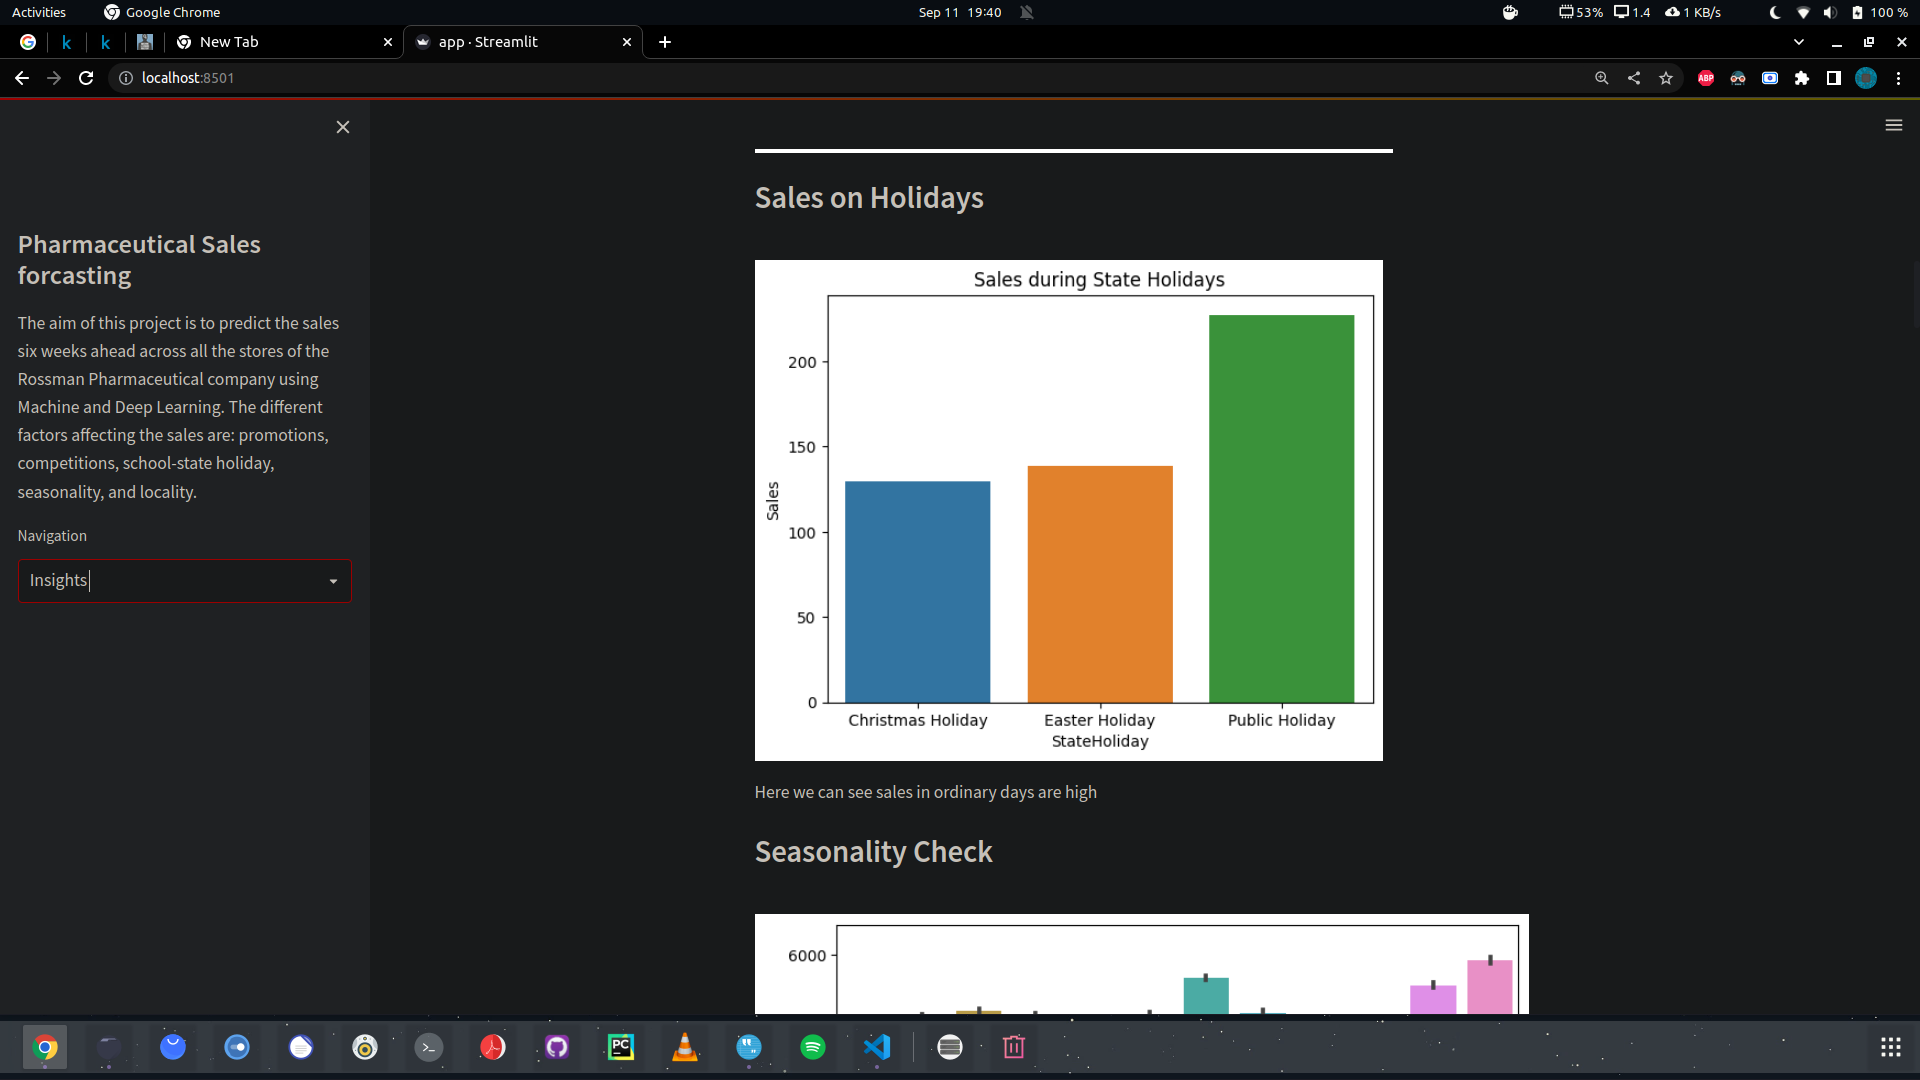 Activities
Google Chrome
Sep 11 19:40
53%
1.4
1 KB/s
100 %
New Tab
app · Streamlit
localhost:8501
ABP
Pharmaceutical Sales
forcasting
The aim of this project is to predict the sales
six weeks ahead across all the stores of the
Rossman Pharmaceutical company using
Machine and Deep Learning. The different
factors affecting the sales are: promotions,
competitions, school-state holiday,
seasonality, and locality.
Navigation
Insights
Sales on Holidays
Sales during State Holidays
200
150
100
50
0
Sales
Christmas Holiday
Easter Holiday
Public Holiday
StateHoliday
Here we can see sales in ordinary days are high
Seasonality Check
6000
PC